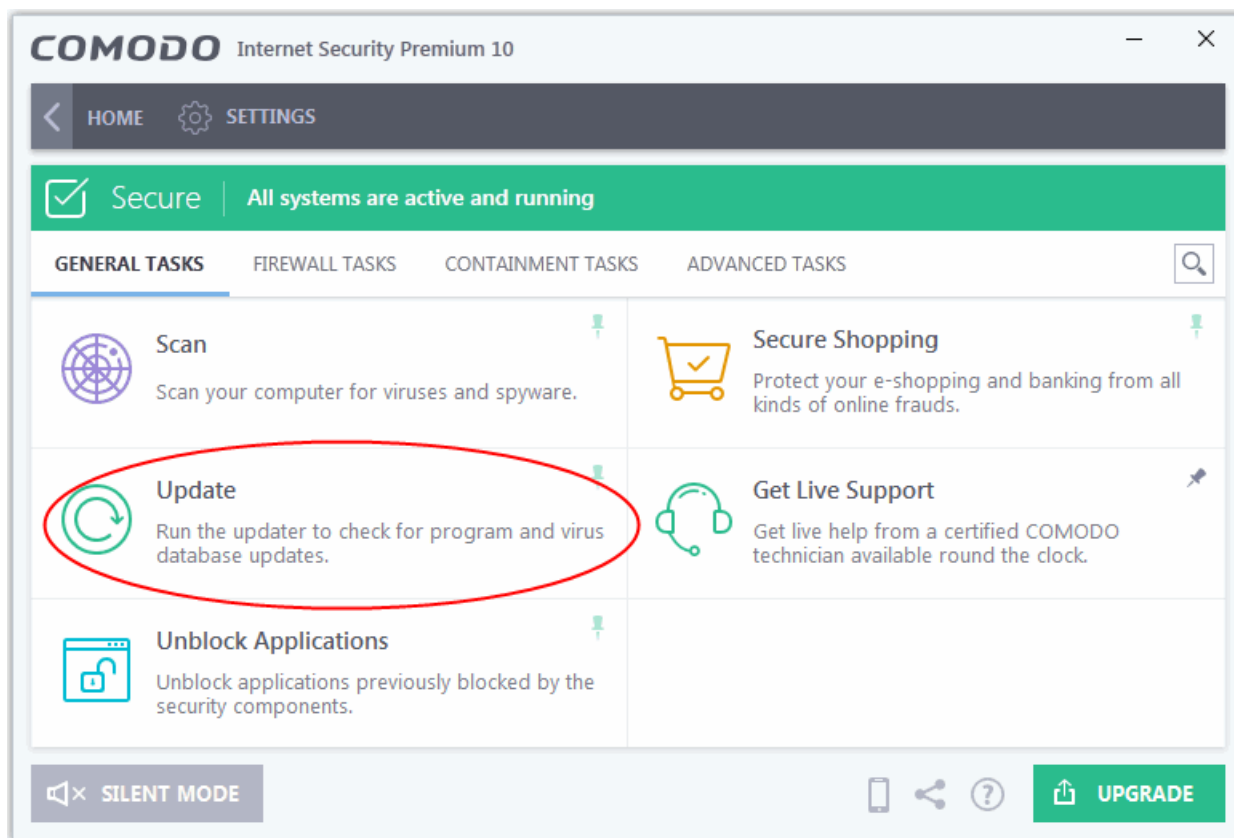 COMODO Internet Security Premium 10
HOME SETTINGS
Secure All systems are active and running
GENERAL TASKS FIREWALL TASKS CONTAINMENT TASKS ADVANCED TASKS
Scan
Scan your computer for viruses and spyware.
Secure Shopping
Protect your e-shopping and banking from all
kinds of online frauds.
Update
Run the updater to check for program and virus
database updates.
Get Live Support
Get live help from a certified COMODO
technician available round the clock.
Unblock Applications
Unblock applications previously blocked by the
security components.
SILENT MODE
? UPGRADE